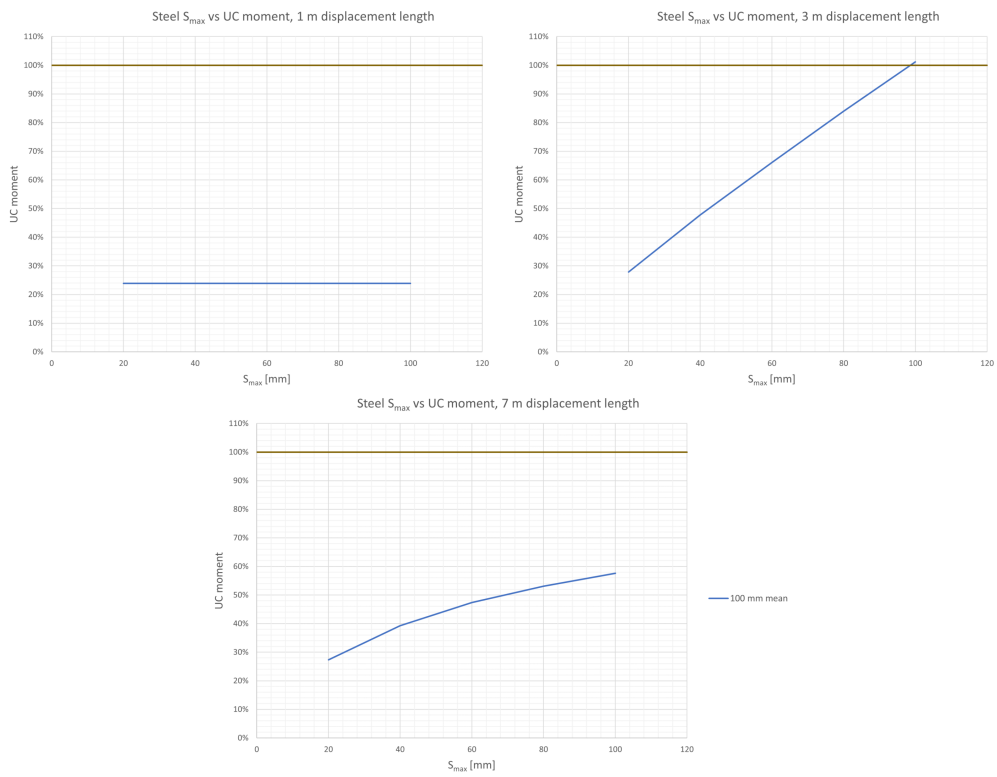 Steel Smax vs UC moment, 1 m displacement length
110%
100%
90%
80%
70%
60%
50%
40%
30%
20%
10%
0%
UC moment
0 20 40 60 80 100 120
Smax [mm]
Steel Smax vs UC moment, 3 m displacement length
110%
100%
90%
80%
70%
60%
50%
40%
30%
20%
10%
0%
UC moment
0 20 40 60 80 100 120
Smax [mm]
Steel Smax vs UC moment, 7 m displacement length
110%
100%
90%
80%
70%
60%
50%
40%
30%
20%
10%
0%
UC moment
0 20 40 60 80 100 120
Smax [mm]
100 mm mean